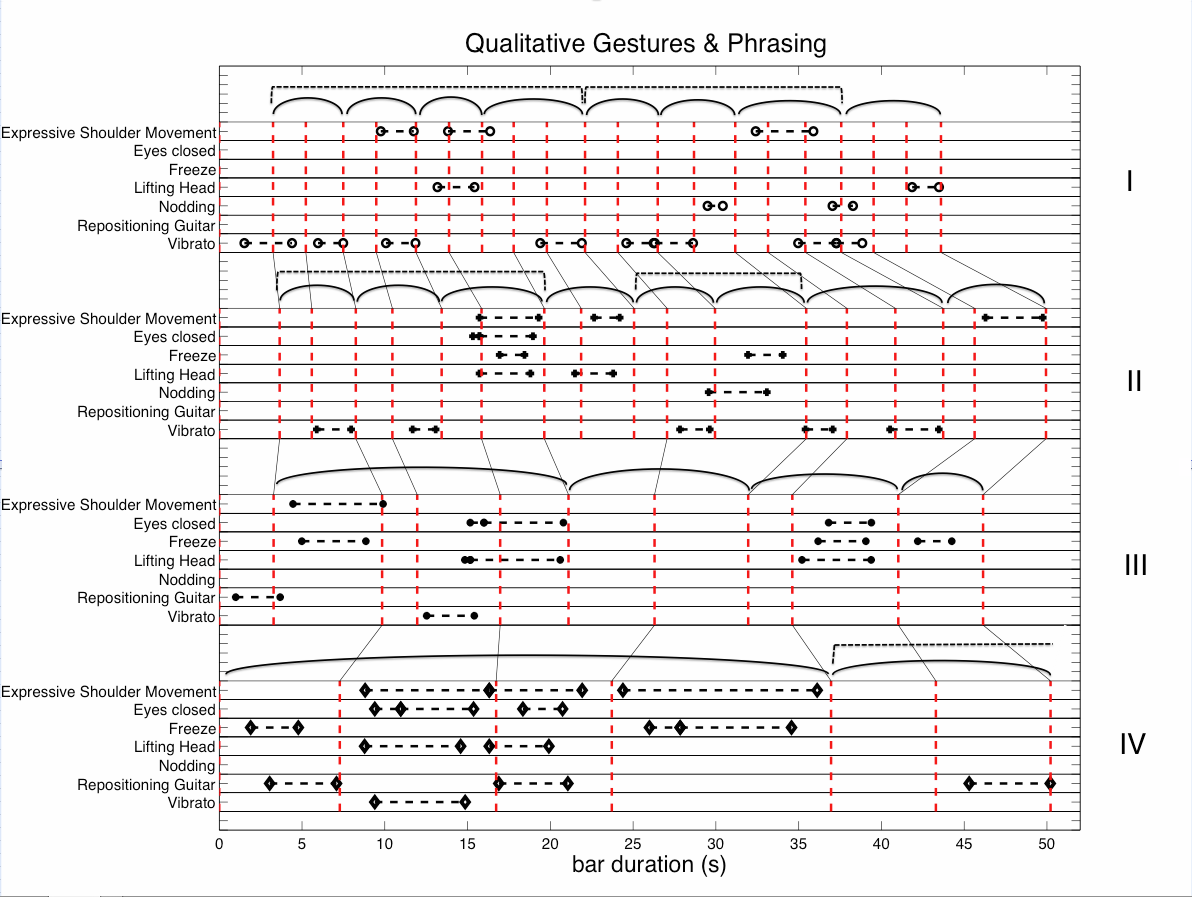 Qualitative Gestures & Phrasing
Expressive Shoulder Movement
Eyes closed
Freeze
Lifting Head
Nodding
Repositioning Guitar
Vibrato
I
Expressive Shoulder Movement
Eyes closed
Freeze
Lifting Head
Nodding
Repositioning Guitar
Vibrato
II
Expressive Shoulder Movement
Eyes closed
Freeze
Lifting Head
Nodding
Repositioning Guitar
Vibrato
III
Expressive Shoulder Movement
Eyes closed
Freeze
Lifting Head
Nodding
Repositioning Guitar
Vibrato
IV
0 5 10 15 20 25 30 35 40 45 50
bar duration (s)